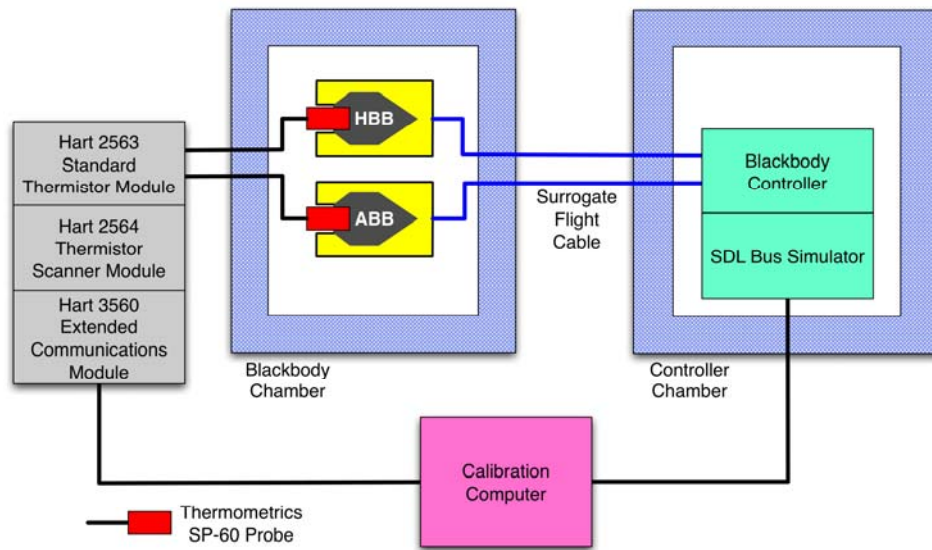 Hart 2563
Standard
Thermistor Module
Hart 2564
Thermistor
Scanner Module
Hart 3560
Extended
Communications
Module
HBB
ABB
Blackbody
Chamber
Surrogate
Flight
Cable
Blackbody
Controller
SDL Bus Simulator
Controller
Chamber
Calibration
Computer
Thermometrics
SP-60 Probe